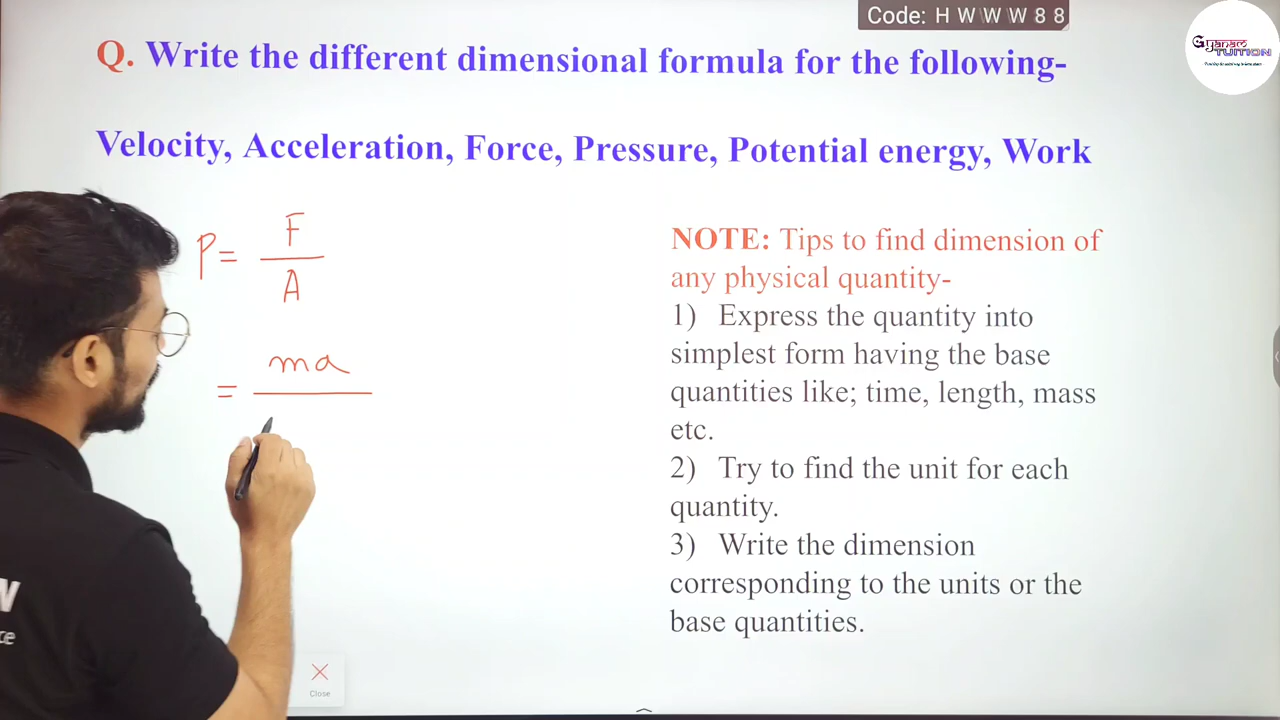 Code: H W W W 8 8
Gyanam
TUITION
Q. Write the different dimensional formula for the following-
Velocity, Acceleration, Force, Pressure, Potential energy, Work
P = F
A
= ma
NOTE: Tips to find dimension of
any physical quantity-
1) Express the quantity into
simplest form having the base
quantities like; time, length, mass
etc.
2) Try to find the unit for each
quantity.
3) Write the dimension
corresponding to the units or the
base quantities.
Close